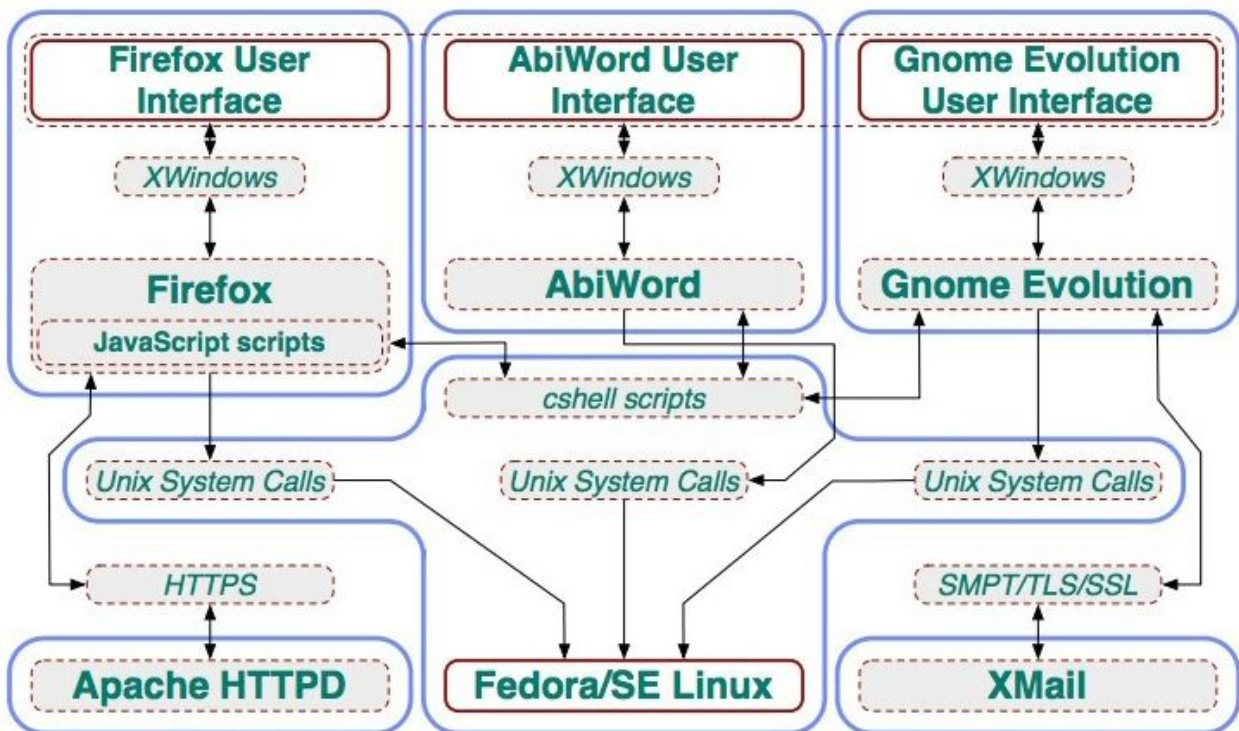 Firefox User
Interface
AbiWord User
Interface
Gnome Evolution
User Interface
XWindows
XWindows
XWindows
Firefox
JavaScript scripts
AbiWord
Gnome Evolution
cshell scripts
Unix System Calls
Unix System Calls
Unix System Calls
HTTPS
SMPT/TLS/SSL
Apache HTTPD
Fedora/SE Linux
XMail